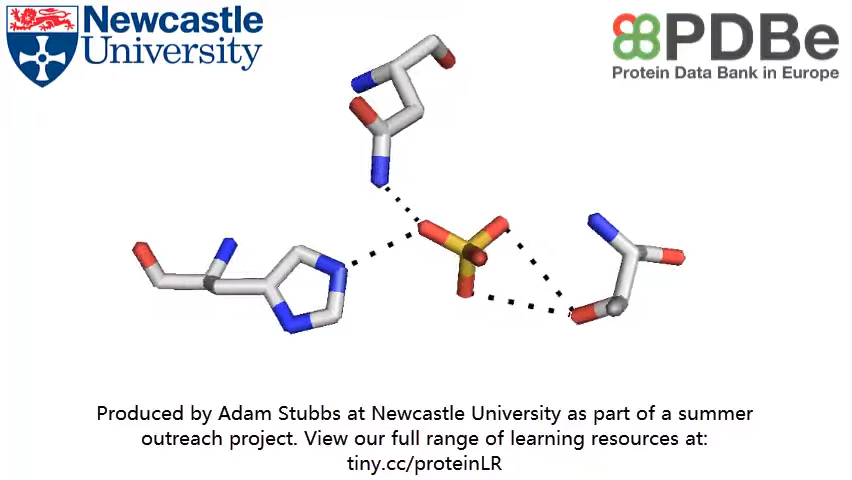 Newcastle
University
PDBe
Protein Data Bank in Europe
Produced by Adam Stubbs at Newcastle University as part of a summer
outreach project. View our full range of learning resources at:
tiny.cc/proteinLR